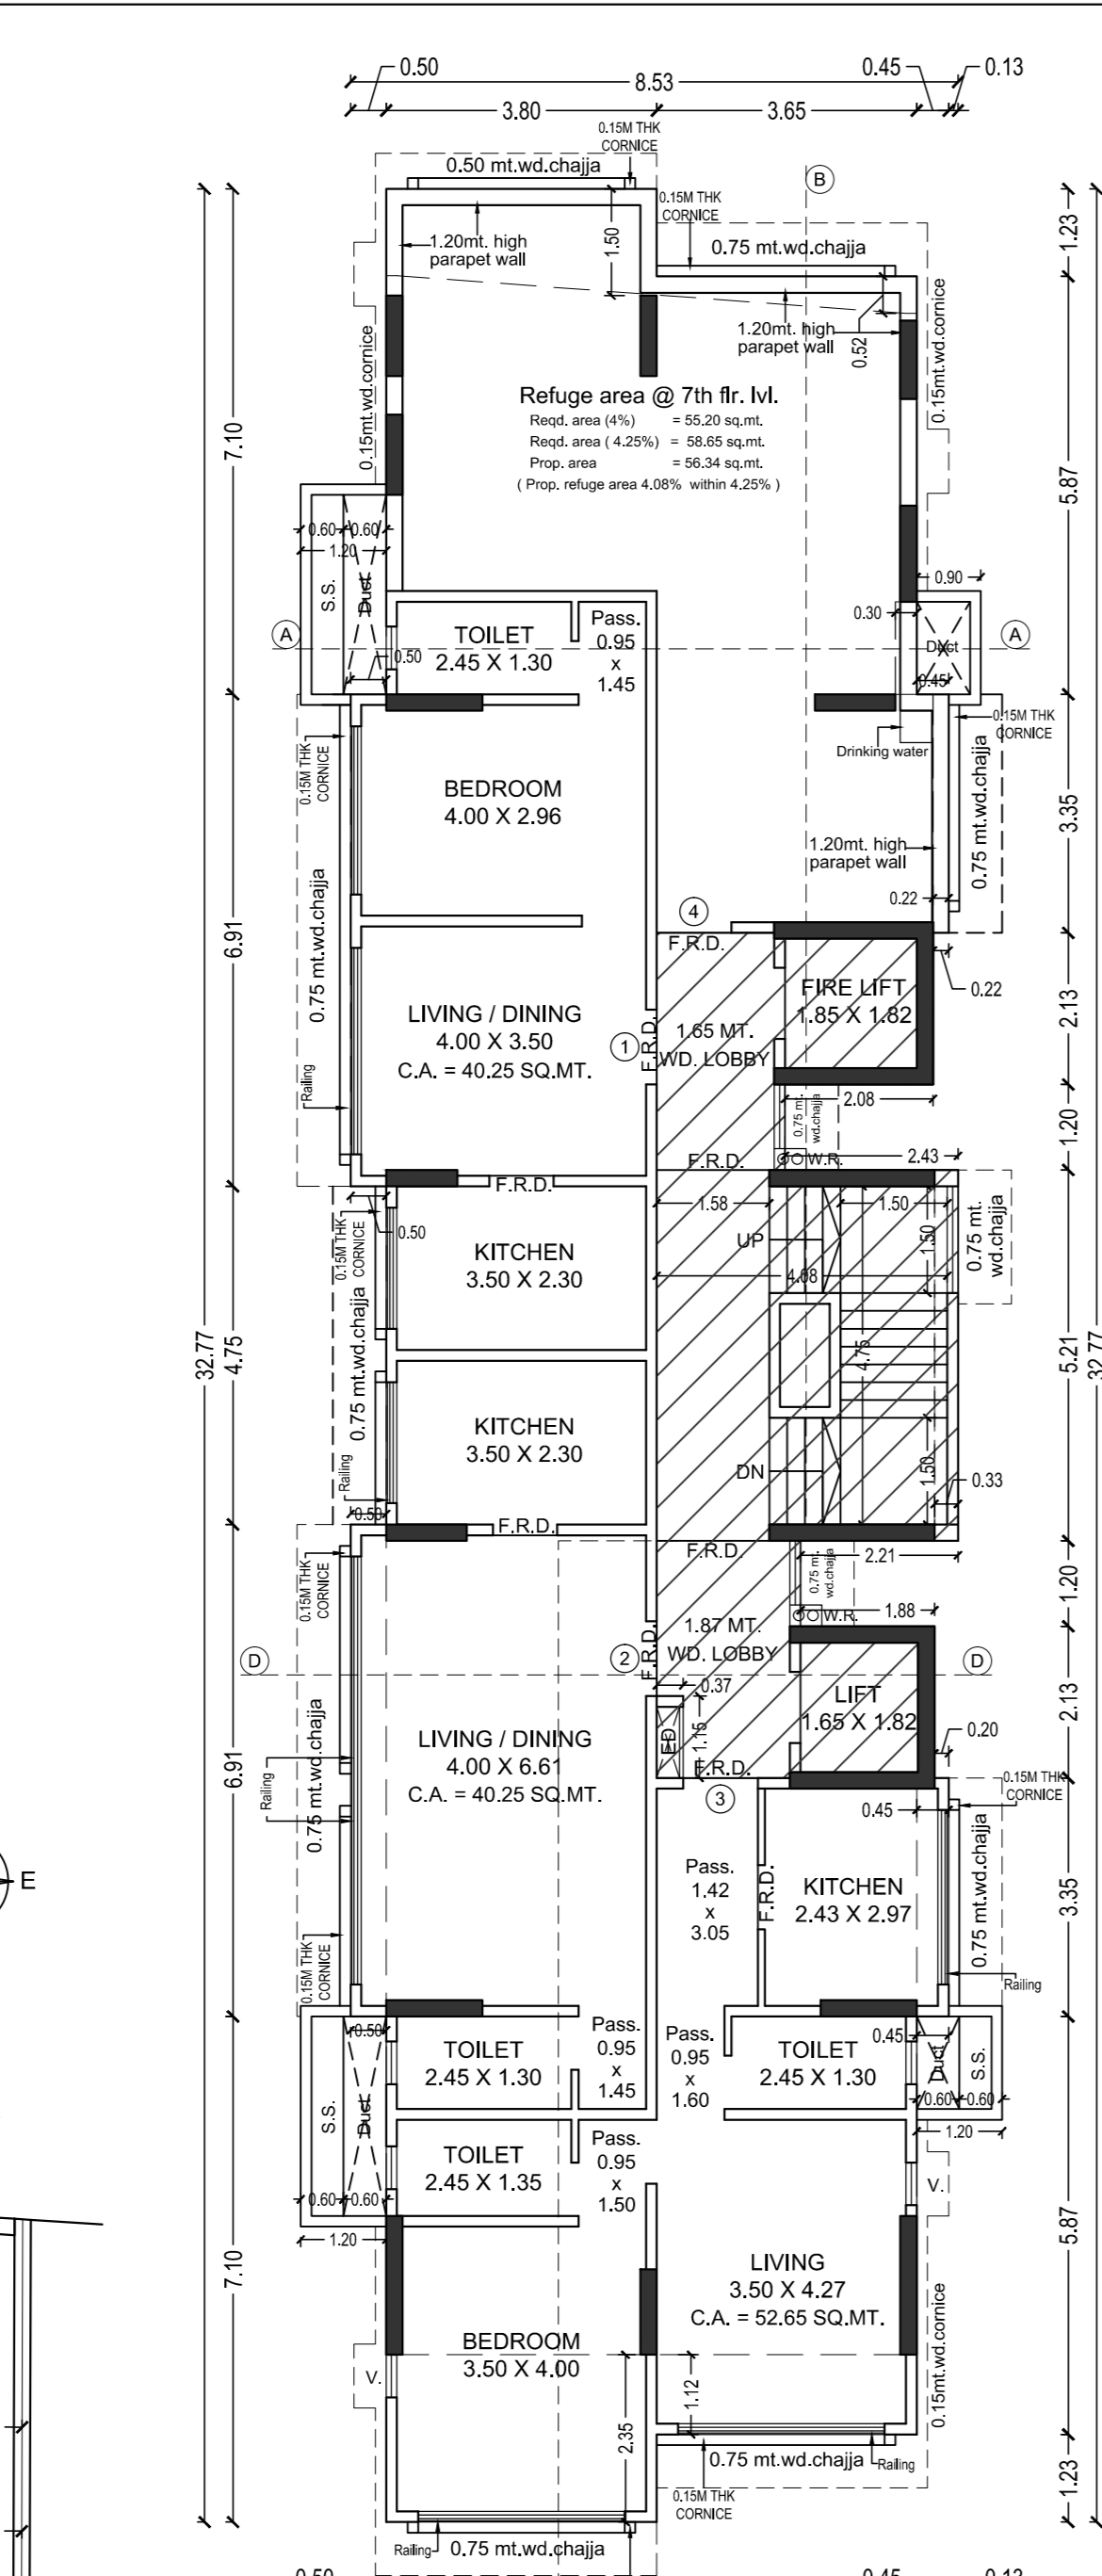 0.50
8.53
0.45
0.13
3.80
3.65
0.15M THK
CORNICE
0.50 mt.wd.chajja
B
0.15M THK
CORNICE
1.20mt. high
parapet wall
1.50
0.75 mt.wd.chajja
1.23
0.15mt.wd.cornice
1.20mt. high
parapet wall
0.52
0.15mt.wd.cornice
Refuge area @ 7th flr. lvl.
Reqd. area (4%) = 55.20 sq.mt.
Reqd. area ( 4.25%) = 58.65 sq.mt.
Prop. area = 56.34 sq.mt.
( Prop. refuge area 4.08% within 4.25% )
7.10
5.87
0.60
0.60
1.20
S.S.
Duct
0.90
0.30
A
TOILET
2.45 X 1.30
Pass.
0.95
x
1.45
Duct
A
0.50
0.45
0.15M THK
CORNICE
0.15M THK
CORNICE
Drinking water
0.75 mt.wd.chajja
BEDROOM
4.00 X 2.96
3.35
1.20mt. high
parapet wall
0.22
4
F.R.D.
0.75 mt.wd.chajja
6.91
FIRE LIFT
1.85 X 1.82
0.22
LIVING / DINING
4.00 X 3.50
C.A. = 40.25 SQ.MT.
1
F.R.D.
1.65 MT.
WD. LOBBY
2.13
Railing
2.08
0.75 mt.
wd.chajja
1.20
W.R.
2.43
F.R.D.
F.R.D.
1.58
1.50
0.50
0.15M THK
CORNICE
UP
1.50
0.75 mt.
wd.chajja
KITCHEN
3.50 X 2.30
4.08
32.77
4.75
0.75 mt.wd.chajja
4.75
5.21
32.77
KITCHEN
3.50 X 2.30
Railing
DN
1.50
0.33
0.50
F.R.D.
F.R.D.
2.21
0.15M THK
CORNICE
0.75 mt.
wd.chajja
1.20
W.R.
1.88
1.87 MT.
WD. LOBBY
D
2
F.R.D.
D
0.37
LIFT
1.65 X 1.82
2.13
ED
1.15
0.20
LIVING / DINING
4.00 X 6.61
C.A. = 40.25 SQ.MT.
F.R.D.
3
6.91
Railing
0.75 mt.wd.chajja
0.15M THK
CORNICE
0.45
E
Pass.
1.42
x
3.05
F.R.D.
KITCHEN
2.43 X 2.97
0.75 mt.wd.chajja
3.35
0.15M THK
CORNICE
Railing
0.50
TOILET
2.45 X 1.30
Pass.
0.95
x
1.45
Pass.
0.95
x
1.60
TOILET
2.45 X 1.30
0.45
Duct
S.S.
0.60
0.60
1.20
S.S.
Duct
TOILET
2.45 X 1.35
Pass.
0.95
x
1.50
0.60
0.60
1.20
V.
7.10
5.87
LIVING
3.50 X 4.27
C.A. = 52.65 SQ.MT.
BEDROOM
3.50 X 4.00
V.
1.12
2.35
0.15mt.wd.cornice
0.75 mt.wd.chajja
Railing
0.15M THK
CORNICE
1.23
Railing
0.75 mt.wd.chajja
0.50
0.45
0.13